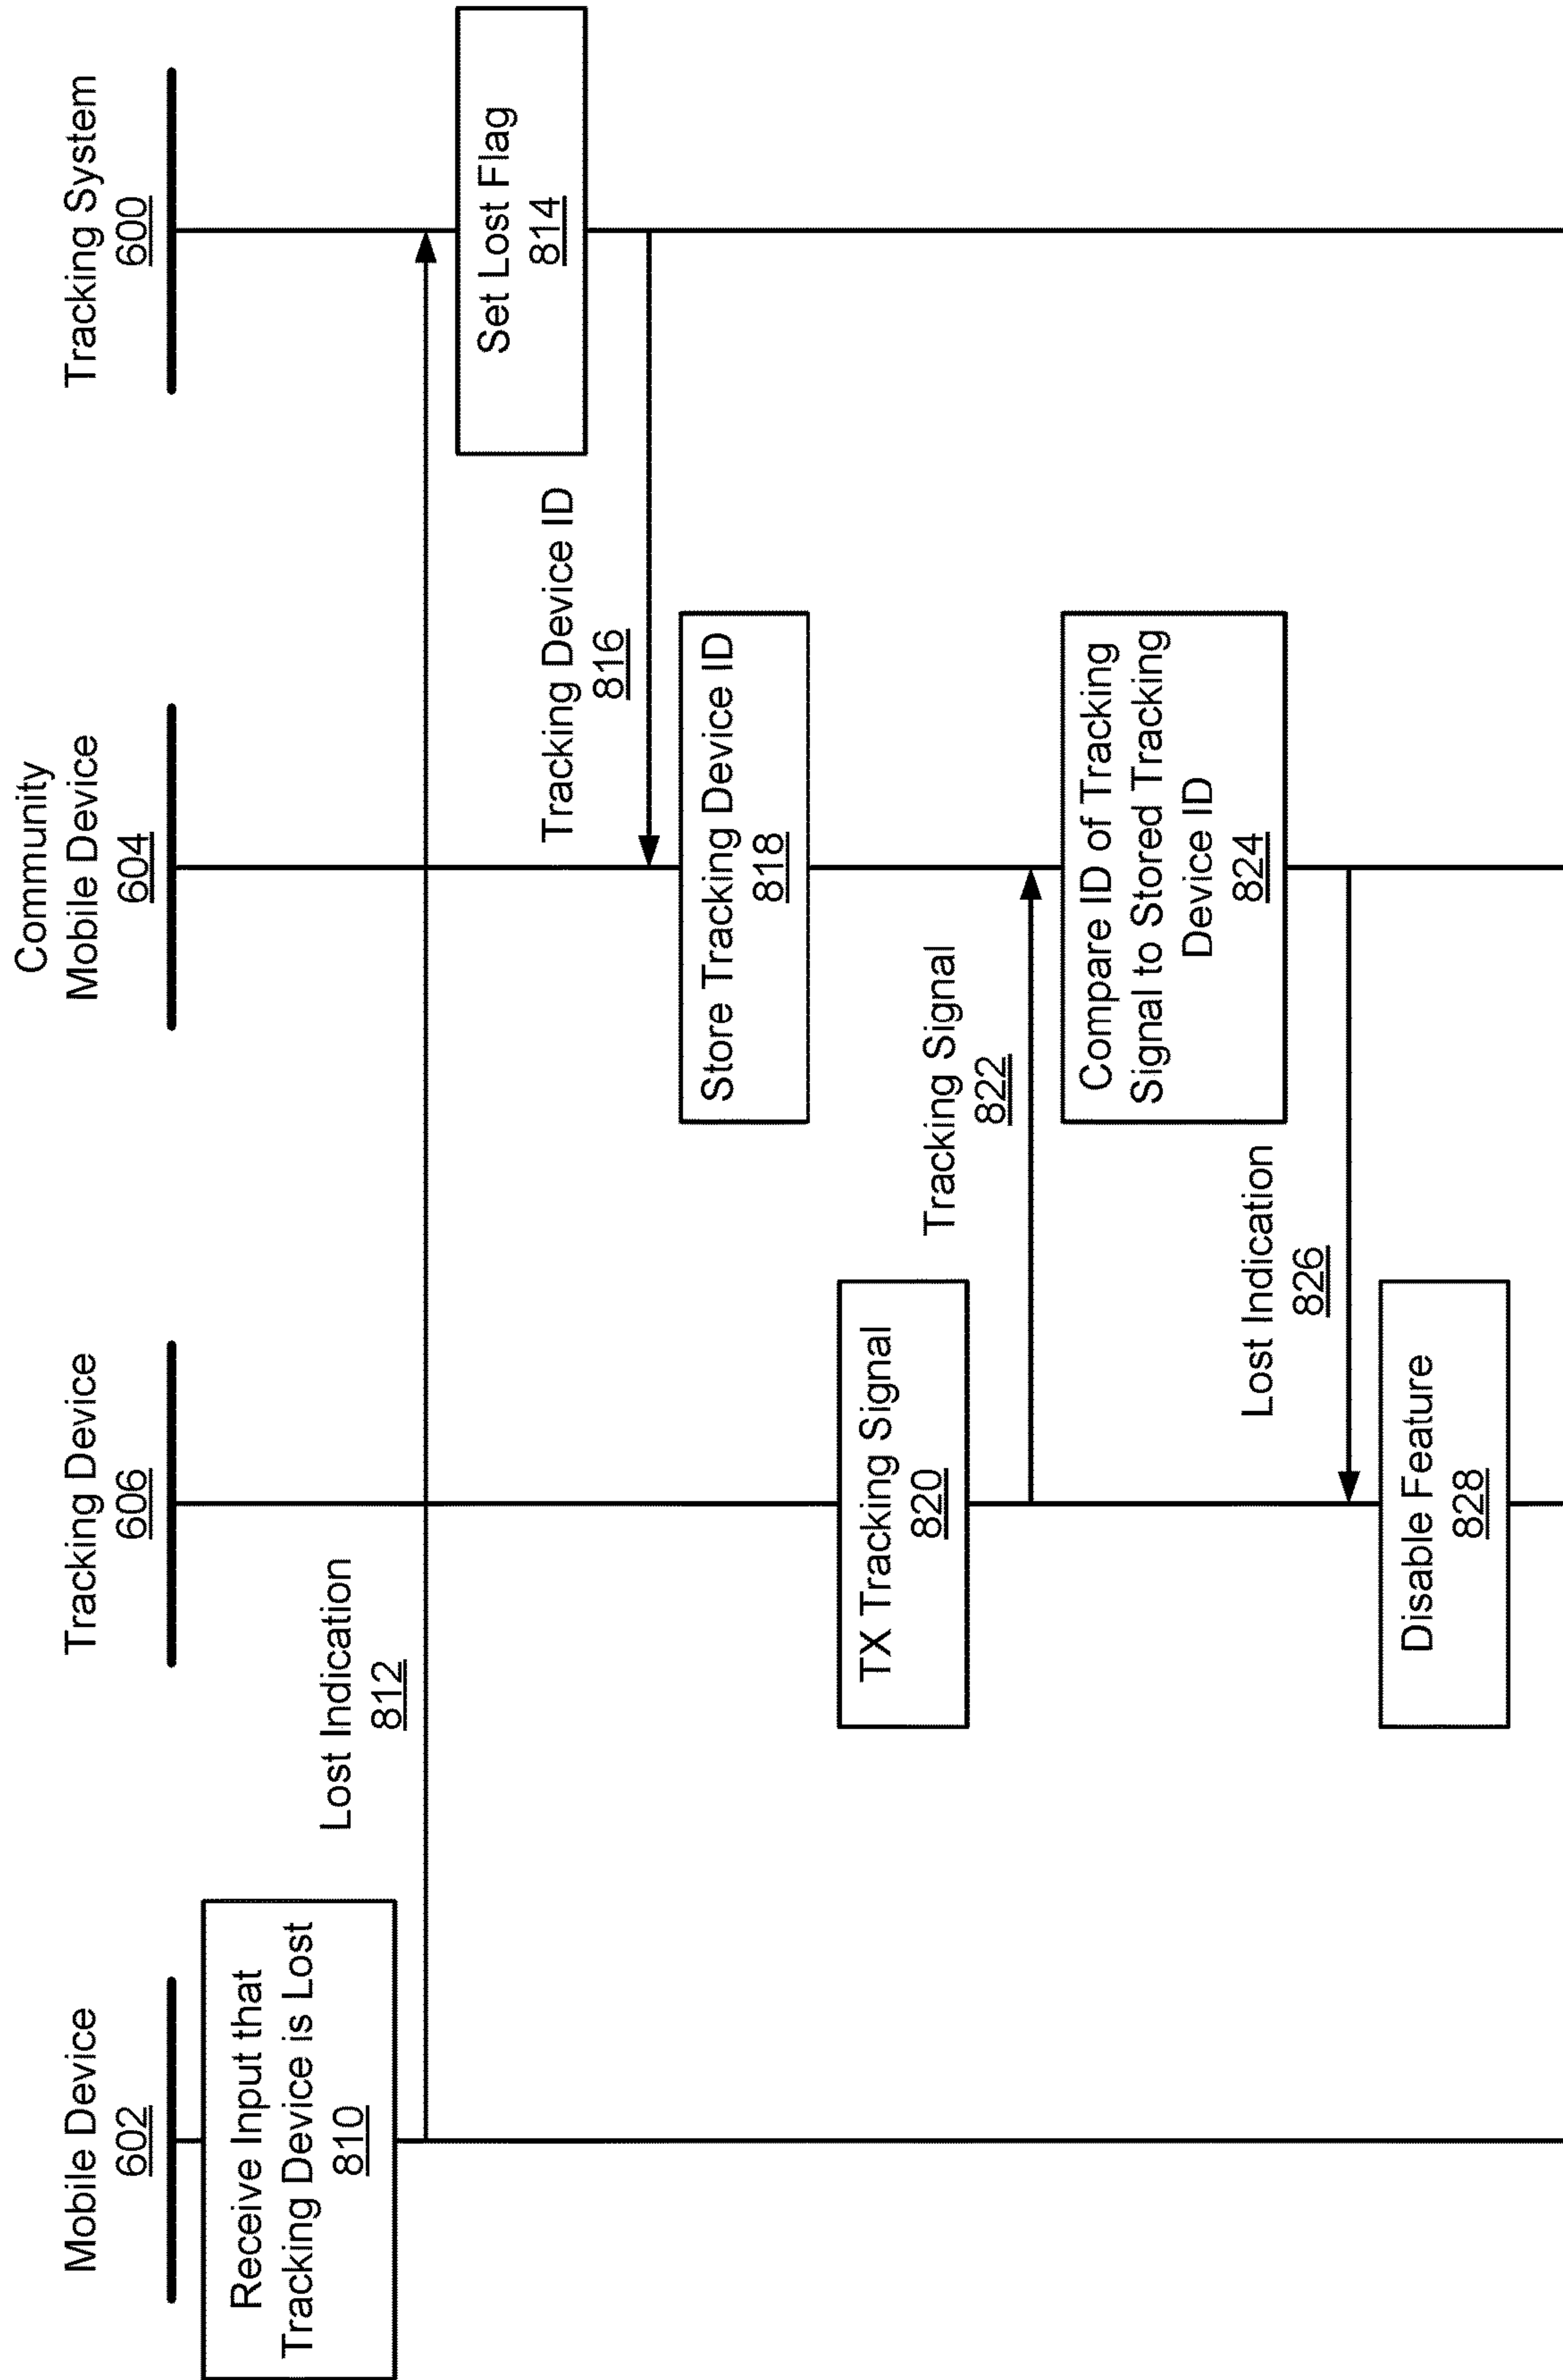 Mobile Device
602
Tracking Device
606
Community
Mobile Device
604
Tracking System
600
Receive Input that
Tracking Device is Lost
810
Lost Indication
812
Set Lost Flag
814
Tracking Device ID
816
Store Tracking Device ID
818
TX Tracking Signal
820
Tracking Signal
822
Compare ID of Tracking
Signal to Stored Tracking
Device ID
824
Lost Indication
826
Disable Feature
828